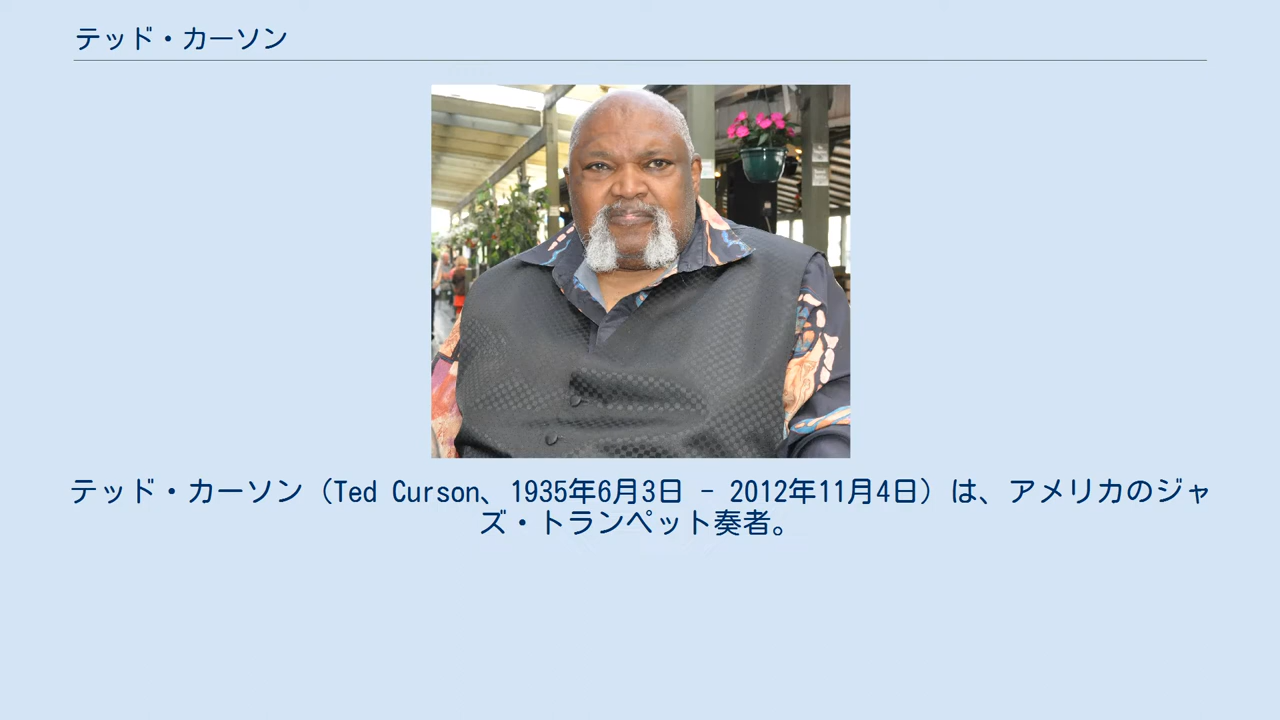 テッド・カーソン
テッド・カーソン（Ted Curson、1935年6月3日 - 2012年11月4日）は、アメリカのジャ
ズ・トランペット奏者。